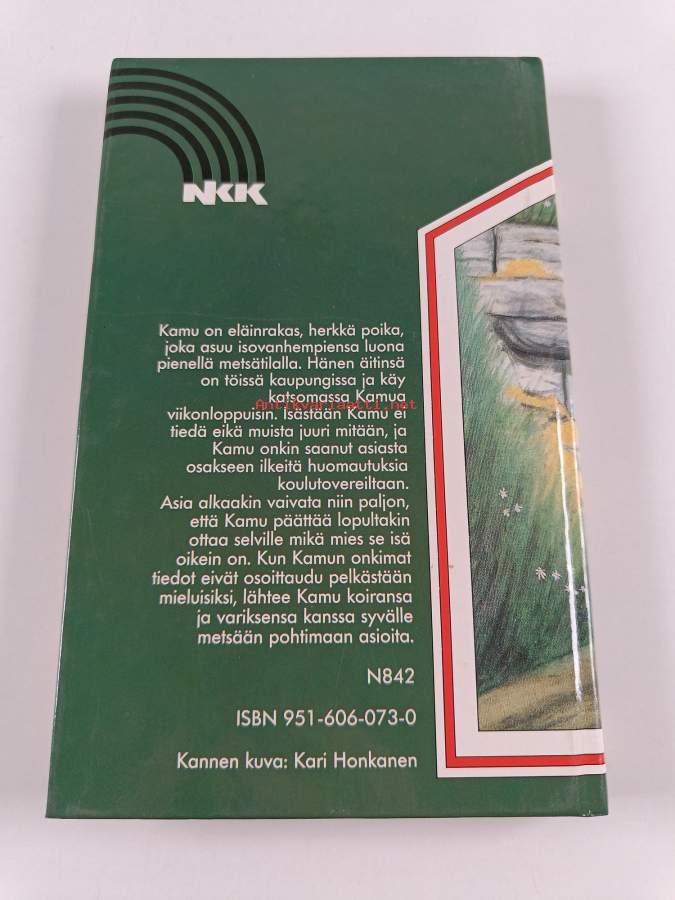 NKK
Kamu on eläinrakas, herkkä poika,
joka asuu isovanhempiensa luona
pienellä metsätilalla. Hänen äitinsä
on töissä kaupungissa ja käy
katsomassa Kamua
Antikvariaatti.net
viikonloppuisin. Isästään Kamu ei
tiedä eikä muista juuri mitään, ja
Kamu onkin saanut asiasta
osakseen ilkeitä huomautuksia
koulutovereiltaan.
Asia alkaakin vaivata niin paljon,
että Kamu päättää lopultakin
ottaa selville mikä mies se isä
oikein on. Kun Kamun onkimat
tiedot eivät osoittaudu pelkästään
mieluisiksi, lähtee Kamu koiransa
ja variksensa kanssa syvälle
metsään pohtimaan asioita.
N842
ISBN 951-606-073-0
Kannen kuva: Kari Honkanen